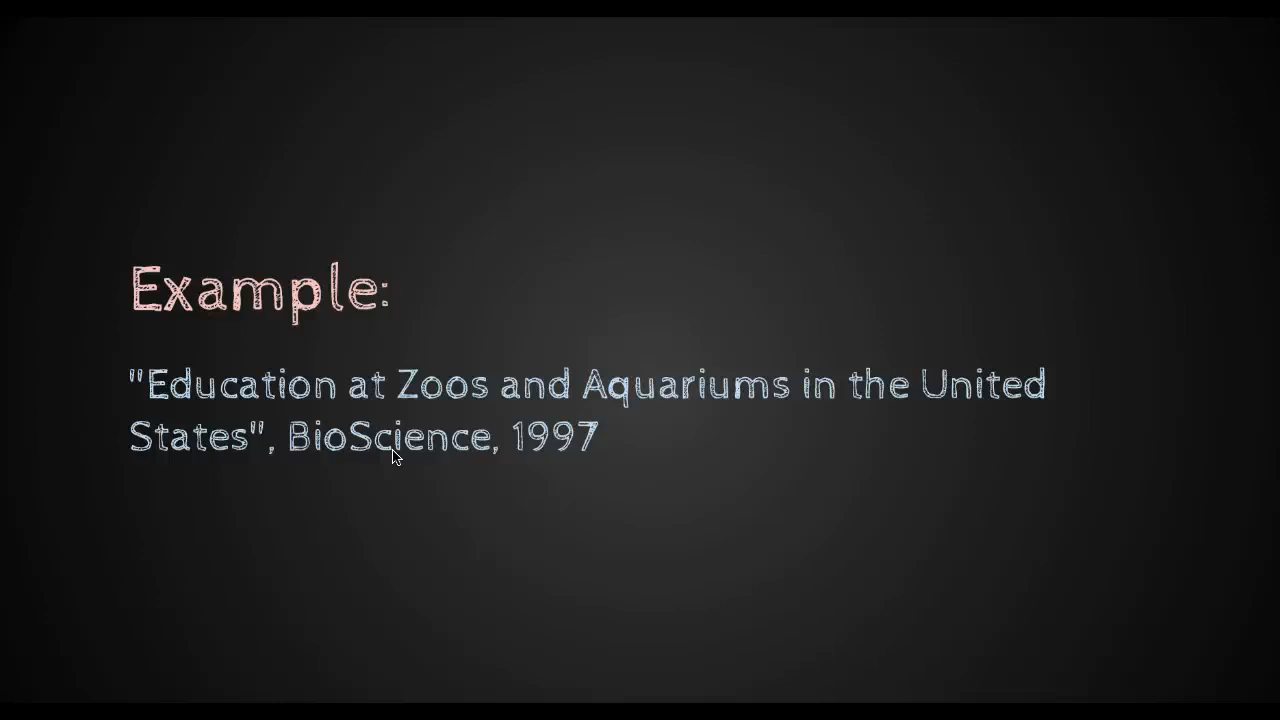 Example:
"Education at Zoos and Aquariums in the United
States", BioScience, 1997